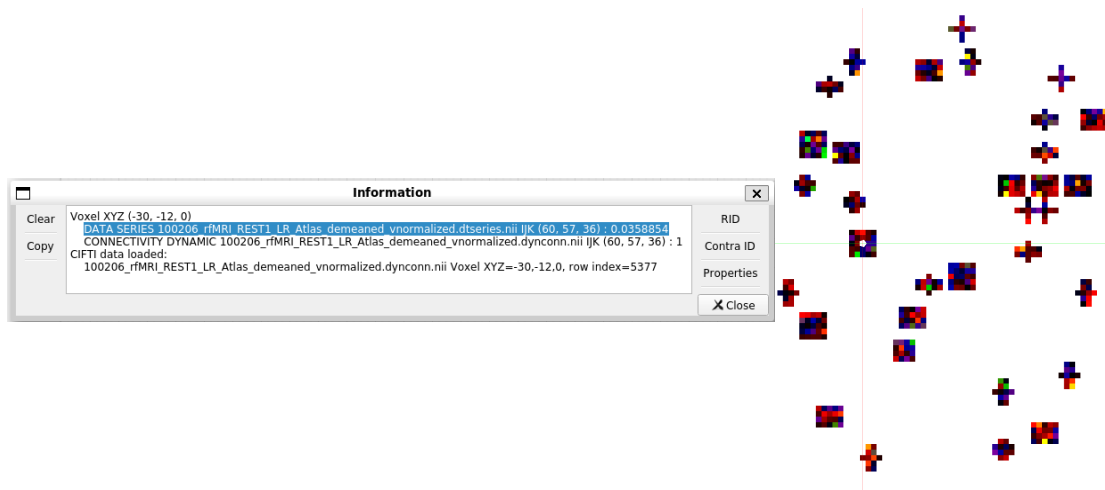 Information
Clear
Copy
Voxel XYZ (-30, -12, 0)
DATA SERIES 100206_rfMRI_REST1_LR_Atlas_demeaned_vnormalized.dtseries.nii IJK (60, 57, 36) : 0.0358854
CONNECTIVITY DYNAMIC 100206_rfMRI_REST1_LR_Atlas_demeaned_vnormalized.dynconn.nii IJK (60, 57, 36) : 1
CIFTI data loaded:
100206_rfMRI_REST1_LR_Atlas_demeaned_vnormalized.dynconn.nii Voxel XYZ=-30,-12,0, row index=5377
RID
Contra ID
Properties
Close